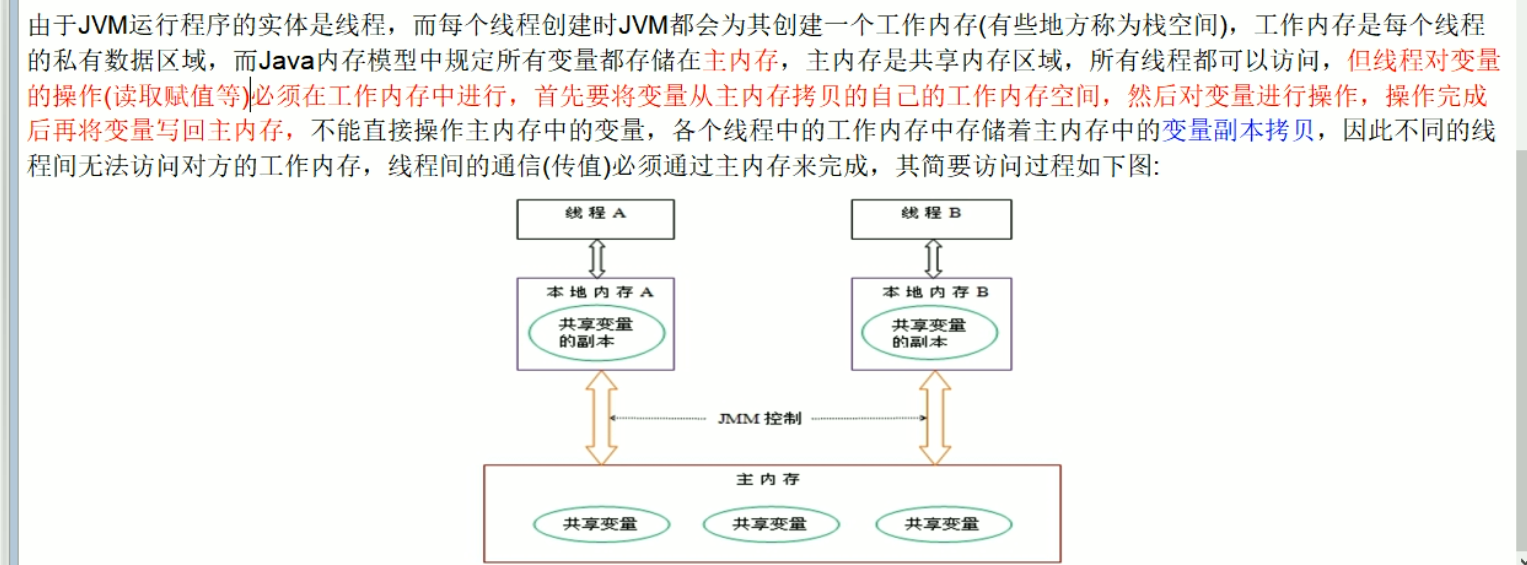 由于JVM运行程序的实体是线程，而每个线程创建时JVM都会为其创建一个工作内存(有些地方称为栈空间)，工作内存是每个线程
的私有数据区域，而Java内存模型中规定所有变量都存储在主内存，主内存是共享内存区域，所有线程都可以访问，但线程对变量
的操作(读取赋值等)必须在工作内存中进行，首先要将变量从主内存拷贝的自己的工作内存空间，然后对变量进行操作，操作完成
后再将变量写回主内存，不能直接操作主内存中的变量，各个线程中的工作内存中存储着主内存中的变量副本拷贝，因此不同的线
程间无法访问对方的工作内存，线程间的通信(传值)必须通过主内存来完成，其简要访问过程如下图:
线程A
线程B
本地内存A
本地内存B
共享变量
的副本
共享变量
的副本
JMM控制
主内存
共享变量
共享变量
共享变量